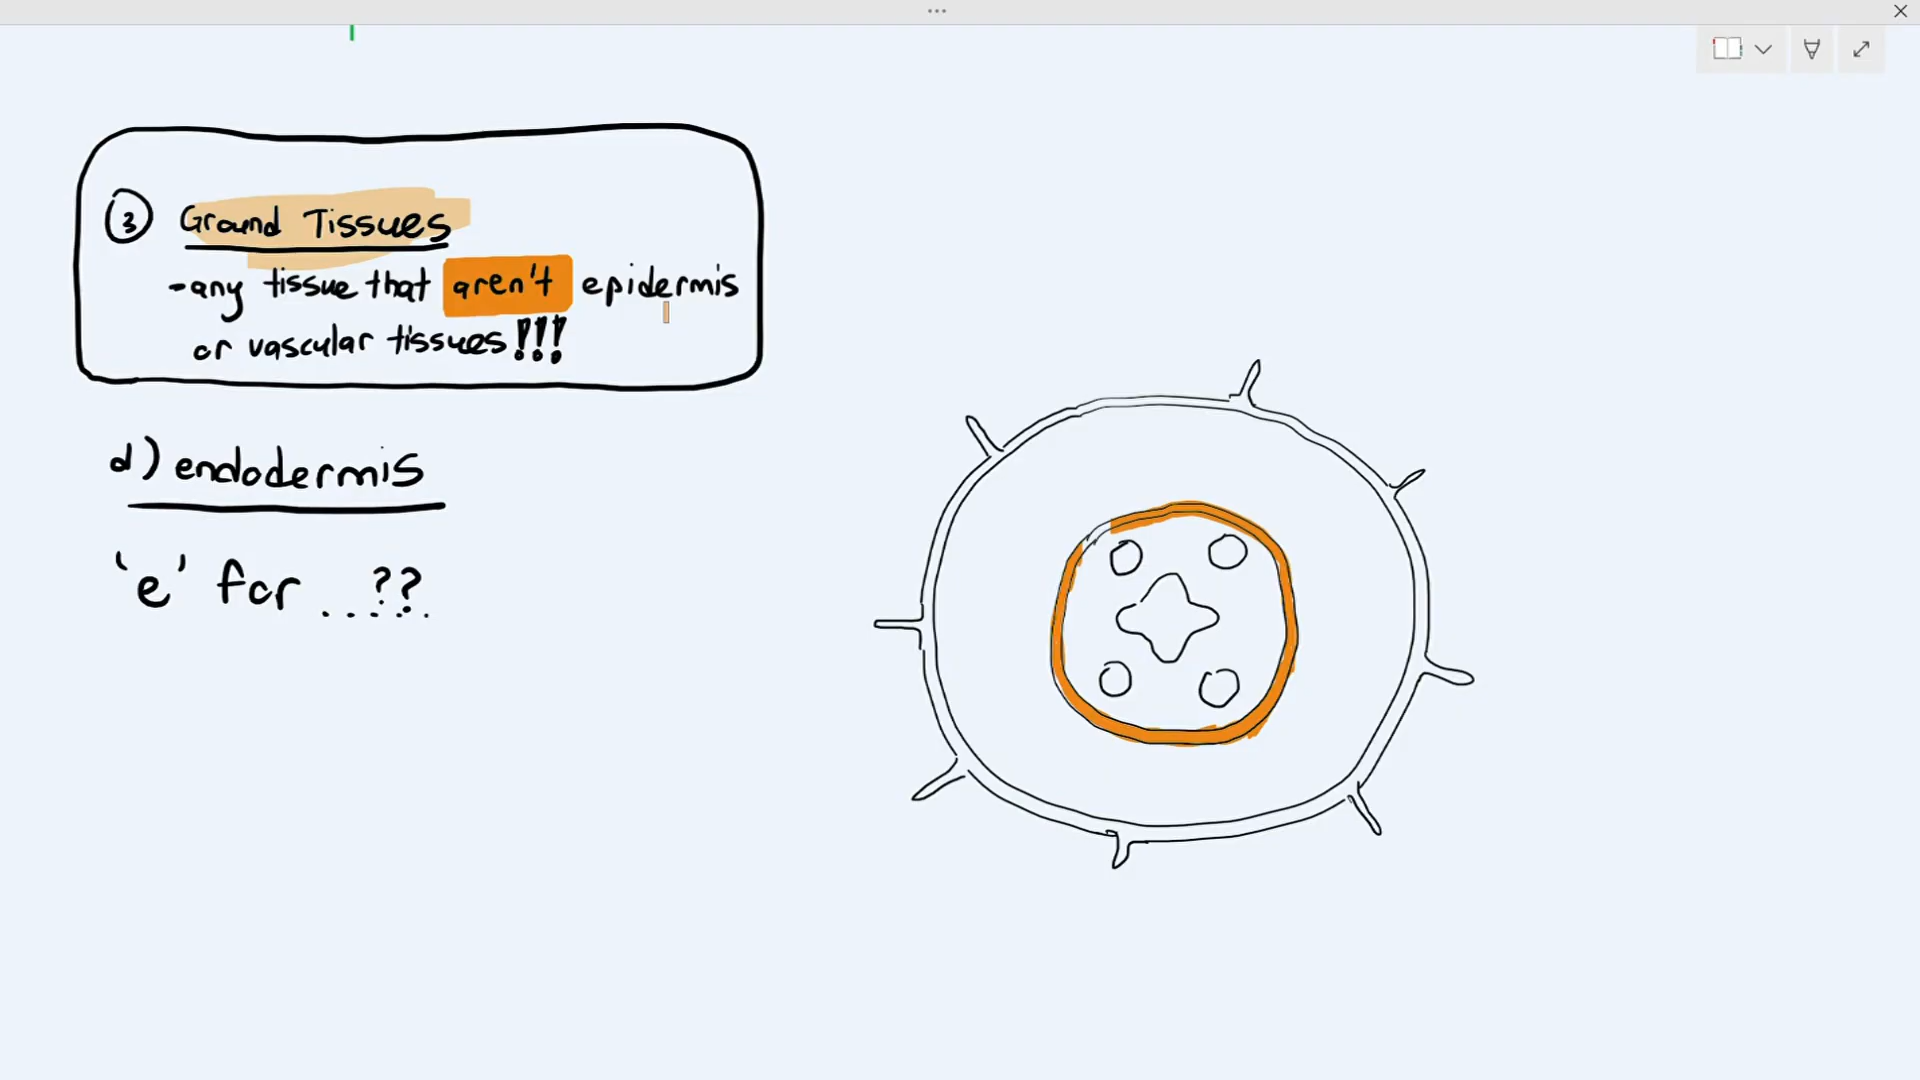 ③ Ground Tissues
- any tissue that aren't epidermis
or vascular tissues!!!
d) endodermis
'e' for ...??.